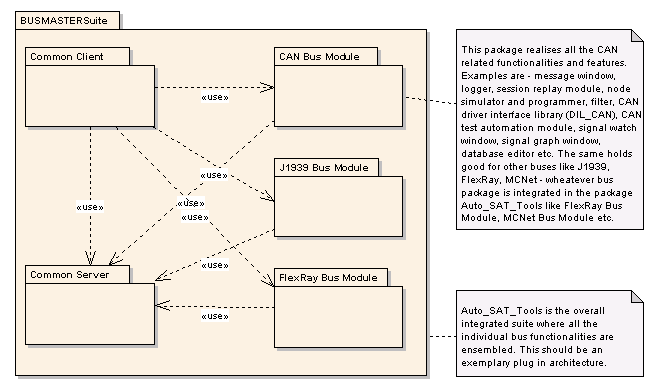 BUSMASTERSuite
Common Client
CAN Bus Module
«use»
«use»
J1939 Bus Module
«use»
«use»
«use»
«use»
Common Server
FlexRay Bus Module
«use»
This package realises all the CAN
related functionalities and features.
Examples are - message window,
logger, session replay module, node
simulator and programmer, filter, CAN
driver interface library (DIL_CAN), CAN
test automation module, signal watch
window, signal graph window,
database editor etc. The same holds
good for other buses like J1939,
FlexRay, MCNet - wheatever bus
package is integrated in the package
Auto_SAT_Tools like FlexRay Bus
Module, MCNet Bus Module etc.
Auto_SAT_Tools is the overall
integrated suite where all the
individual bus functionalities are
ensembled. This should be an
exemplary plug in architecture.